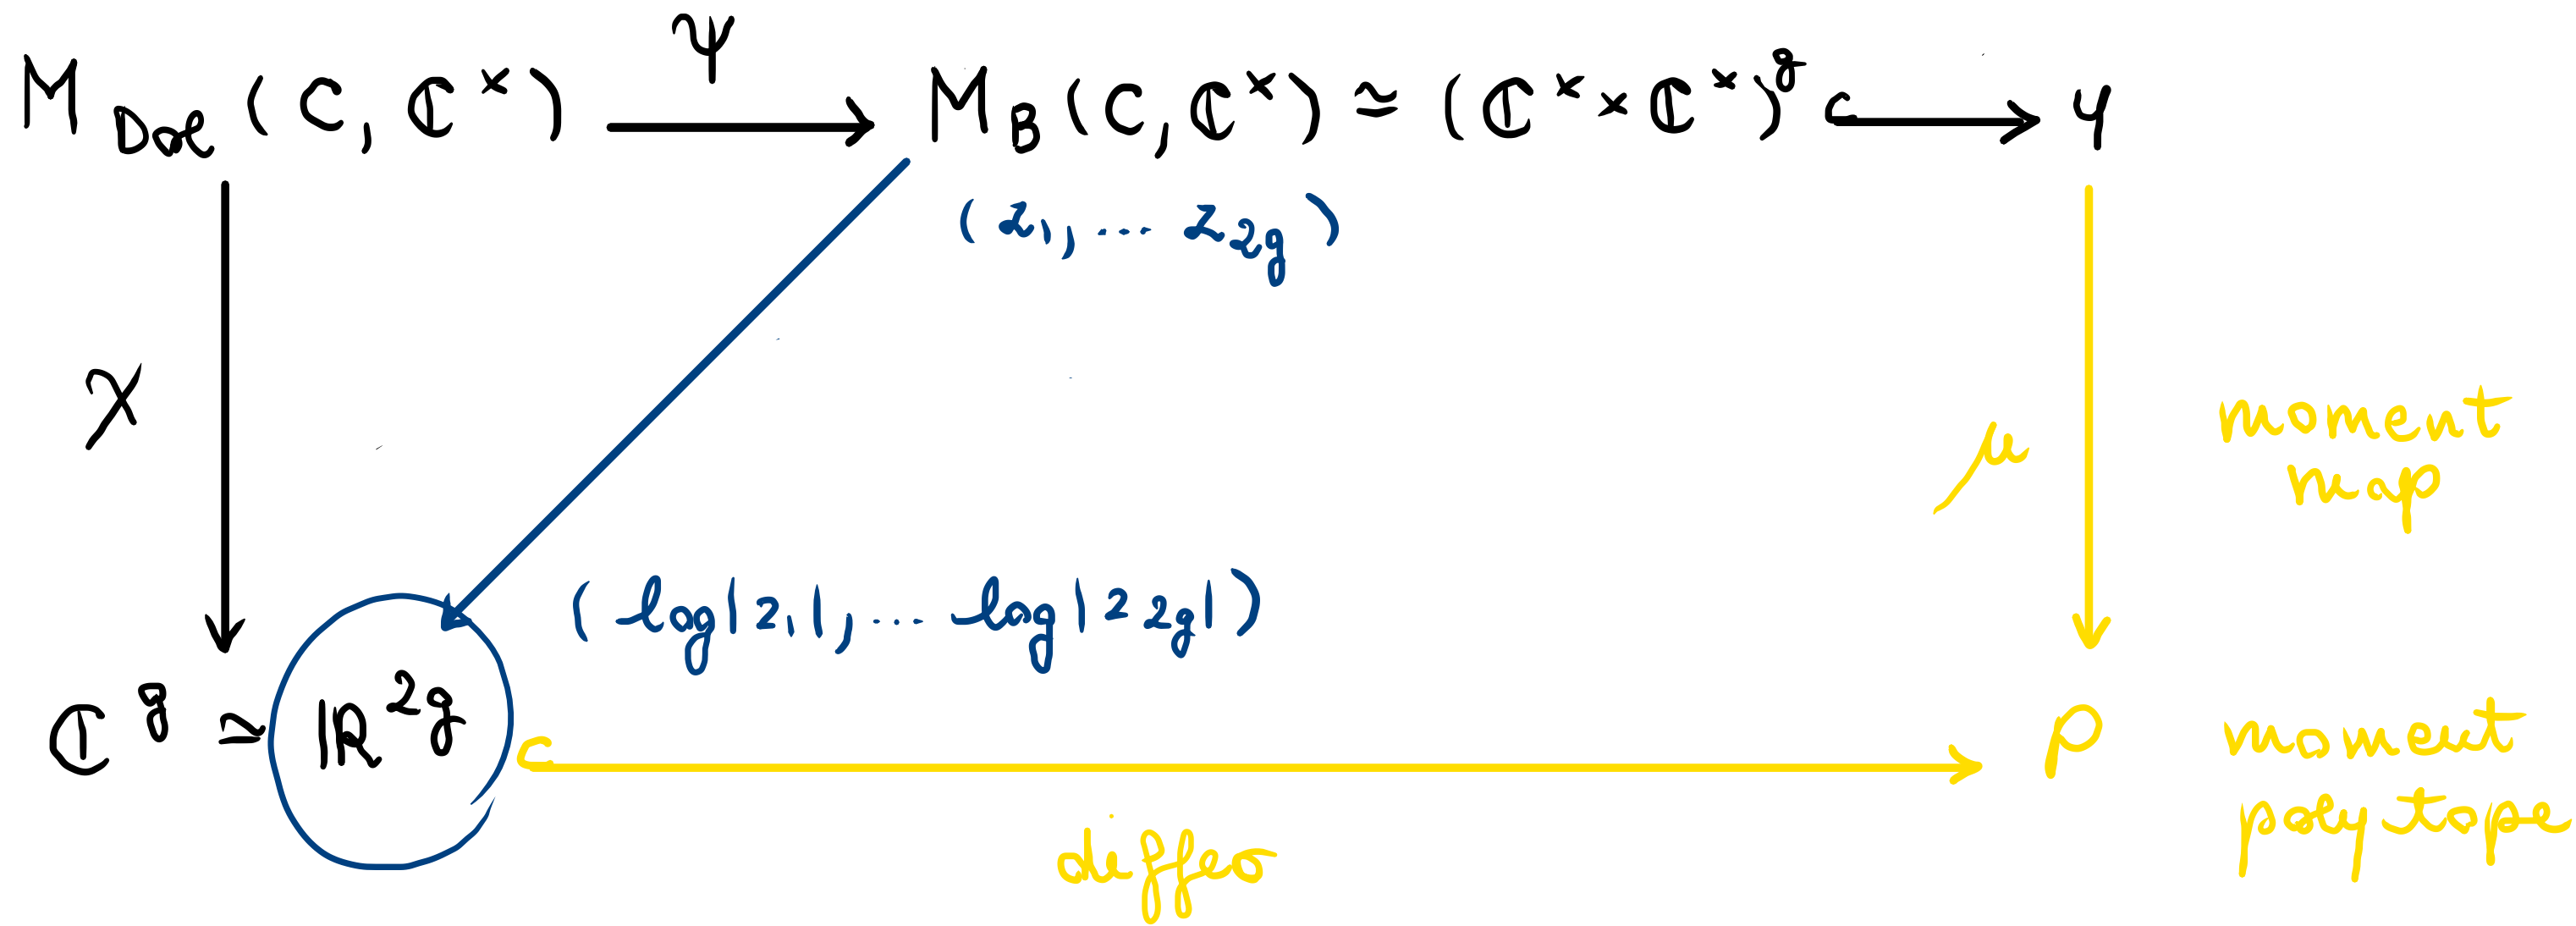 Ψ
M_Dol (C, ℂ^×) ⟶ M_B (C, ℂ^×) ≃ (ℂ^× × ℂ^×)^g ↪ Y
(z_1, ... z_2g)
χ
μ
moment
map
(log|z_1|, ... log|z_2g|)
ℂ^g ≃ ℝ^2g ↪ P
moment
polytope
diffeo